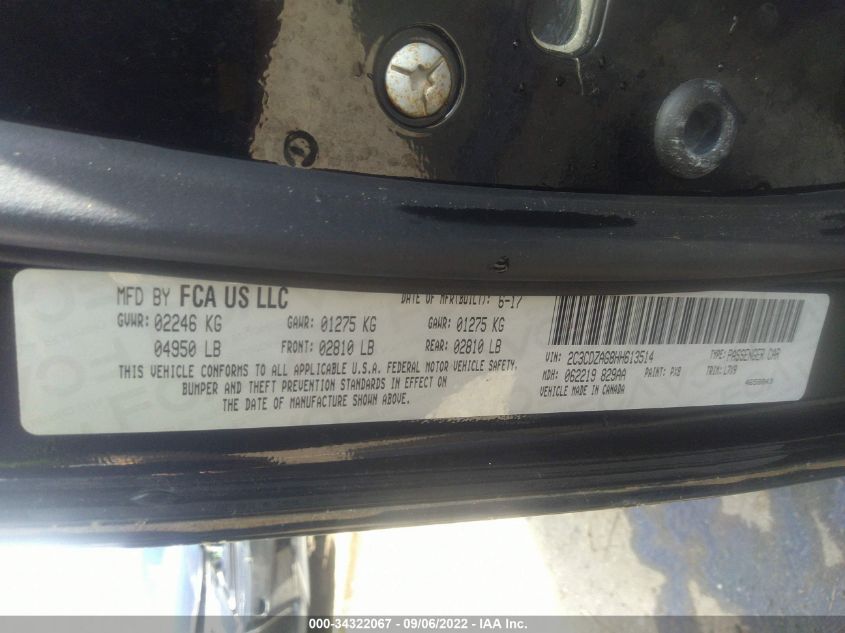 MFD BY FCA US LLC
DATE OF MFR(BUILT): 6-17
GVWR: 02246 KG
GAWR: 01275 KG
GAWR: 01275 KG
04950 LB
FRONT: 02810 LB
REAR: 02810 LB
THIS VEHICLE CONFORMS TO ALL APPLICABLE U.S.A. FEDERAL MOTOR VEHICLE SAFETY,
BUMPER AND THEFT PREVENTION STANDARDS IN EFFECT ON
THE DATE OF MANUFACTURE SHOWN ABOVE.
VIN: 2C3CDZAG8HH613514
TYPE: PASSENGER CAR
MDH: 062219 829AA
PAINT: PX8
TRIM: L7X9
VEHICLE MADE IN CANADA
000-34322067 - 09/06/2022 - IAA Inc.